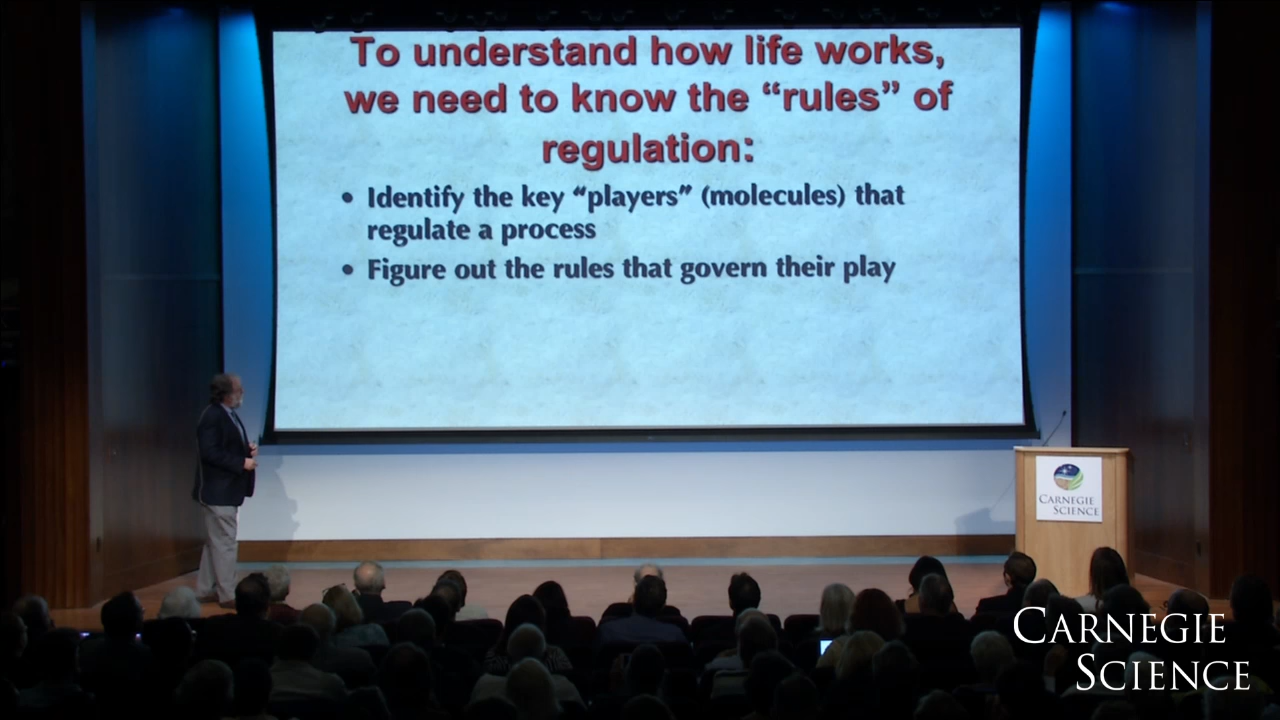 To understand how life works,
we need to know the “rules” of
regulation:
• Identify the key “players” (molecules) that
regulate a process
• Figure out the rules that govern their play
CARNEGIE
SCIENCE
CARNEGIE
SCIENCE